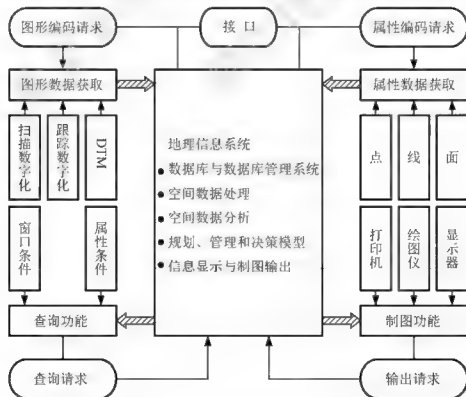 图形编码请求
接 口
属性编码请求
图形数据获取
属性数据获取
扫描数字化
跟踪数字化
DTM
点
线
面
地理信息系统
● 数据库与数据库管理系统
● 空间数据处理
● 空间数据分析
● 规划、管理和决策模型
● 信息显示与制图输出
窗口条件
属性条件
打印机
绘图仪
显示器
查询功能
制图功能
查询请求
输出请求